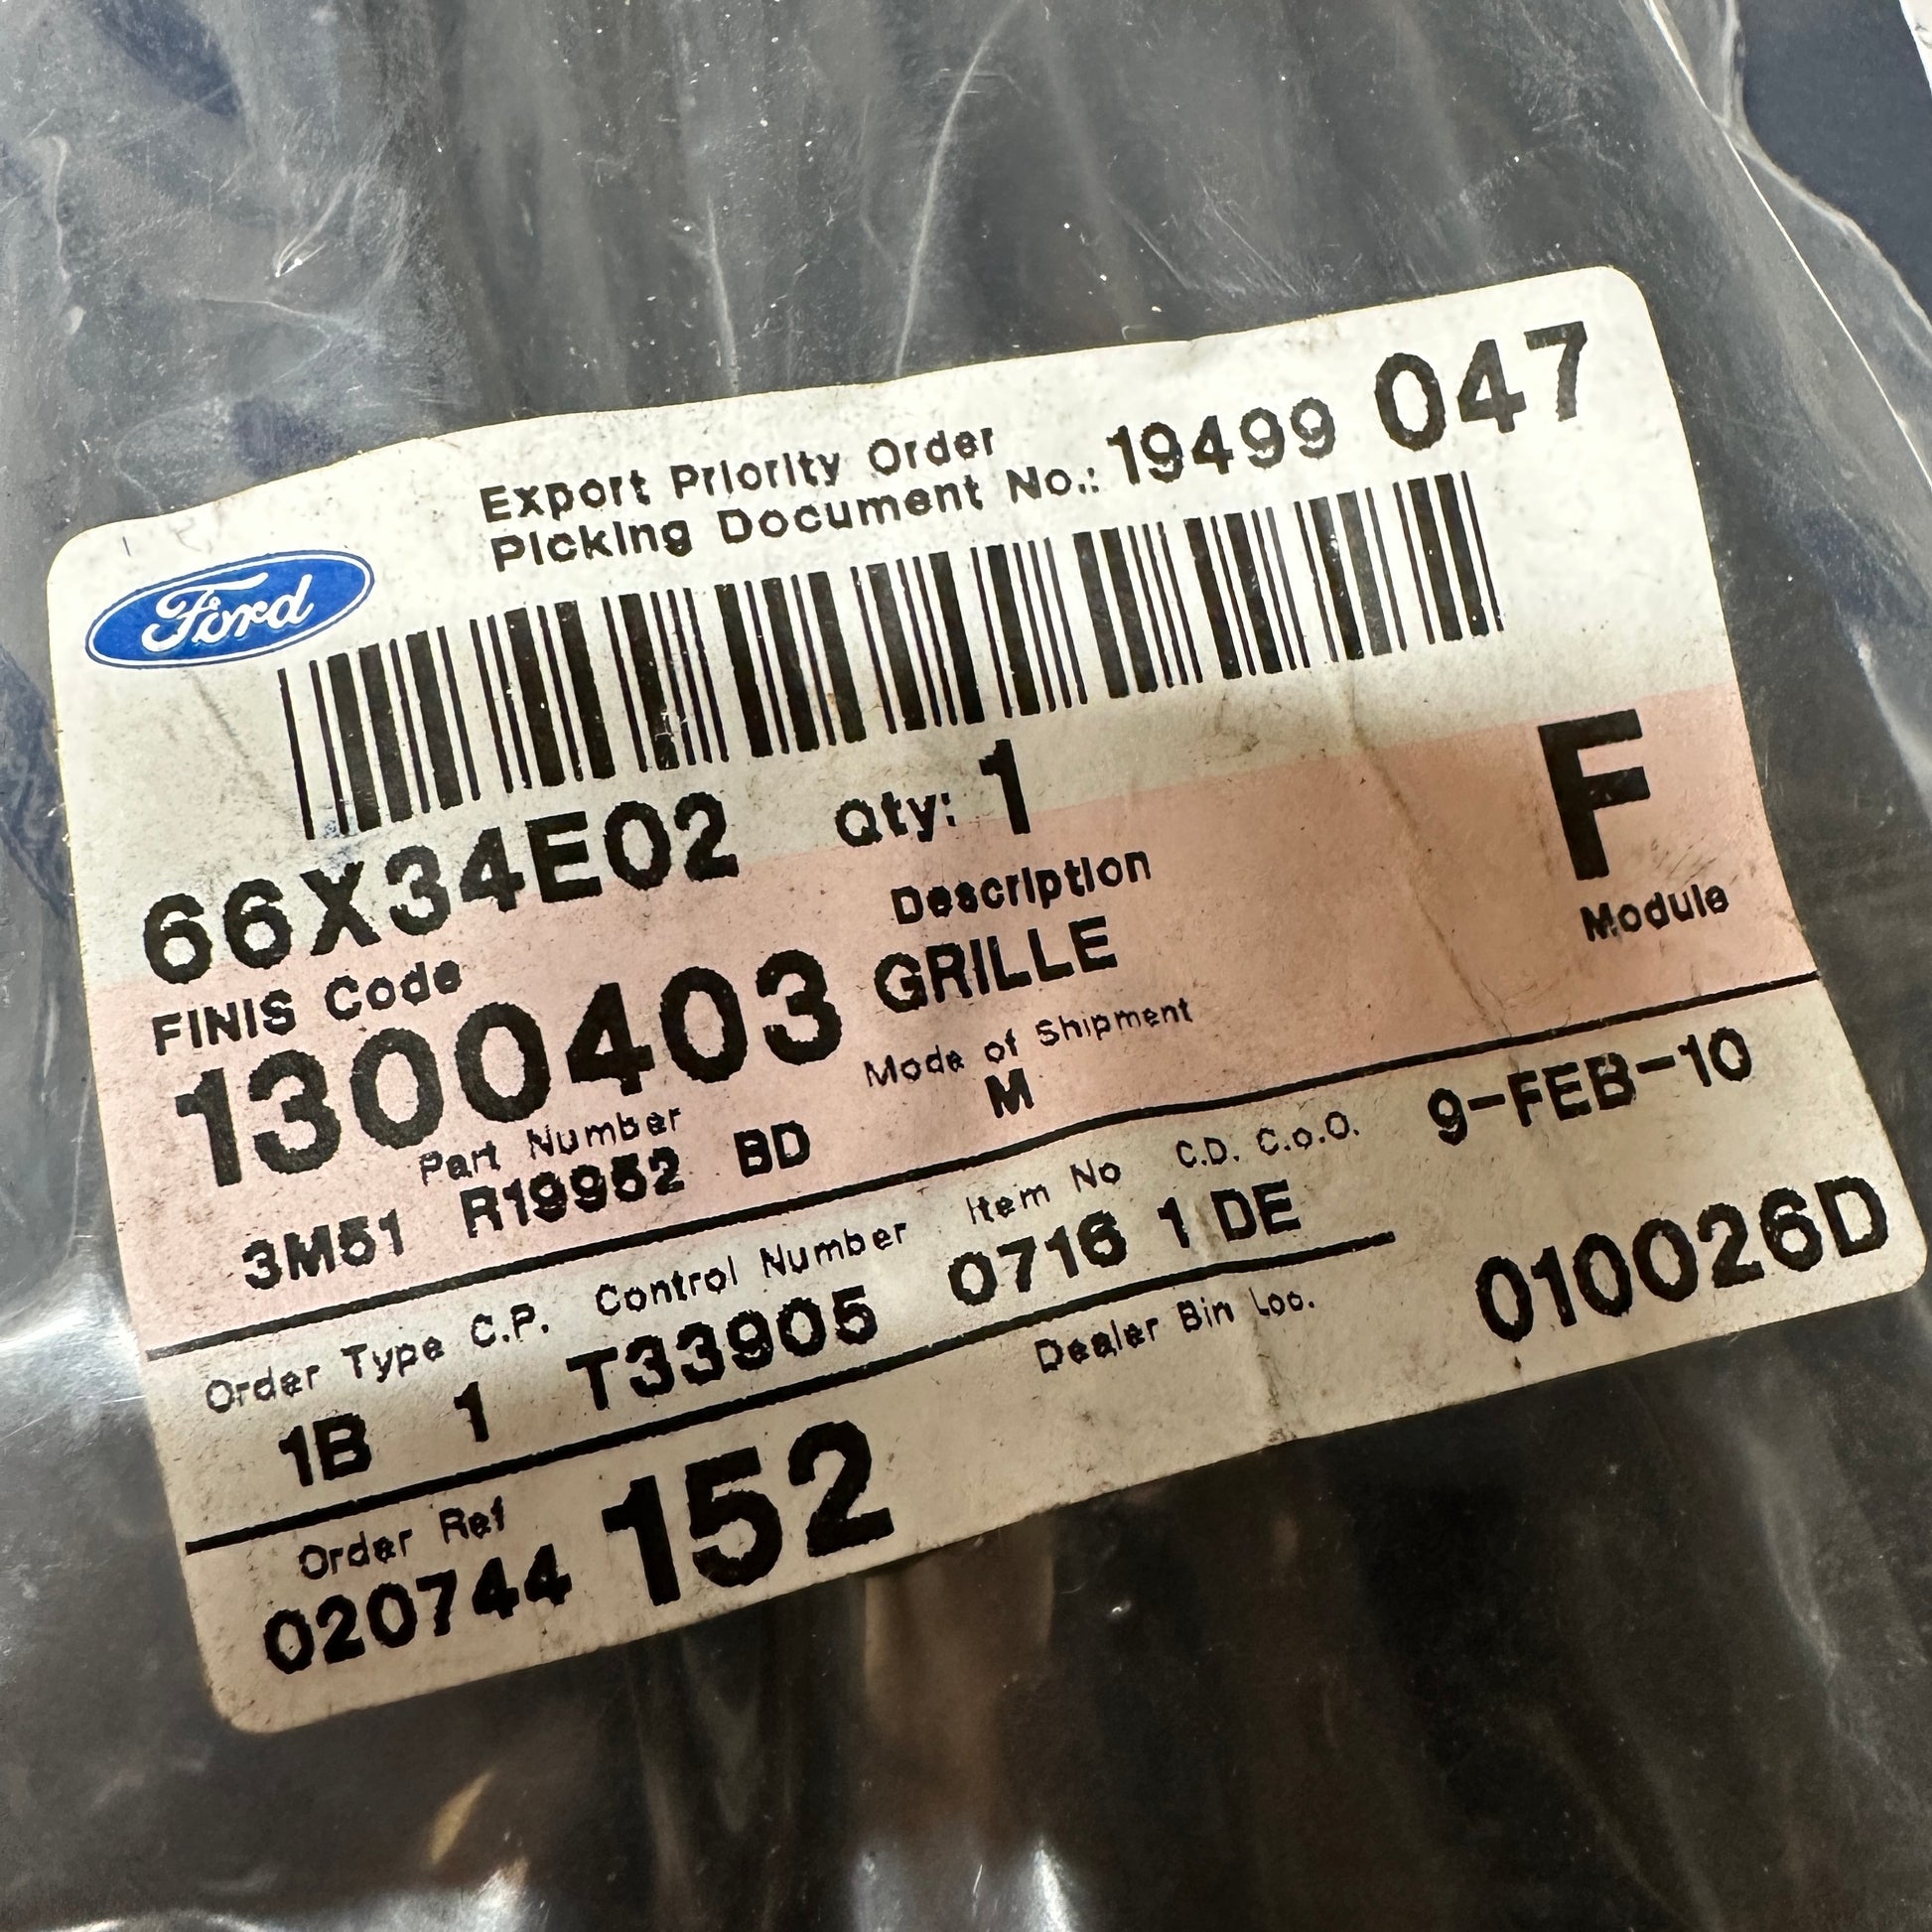 Export Priority Order
Picking Document No.: 19499 047
Ford
66X34E02 Qty: 1
F
Module
FINIS Code Description
1300403 GRILLE
Part Number Mode of Shipment
3M51 R19952 BD M
Order Type C.P. Control Number Item No C.D. C.o.O. 9-FEB-10
1B 1 T33905 0716 1 DE
Order Ref Dealer Bin Loc. 010026D
020744 152